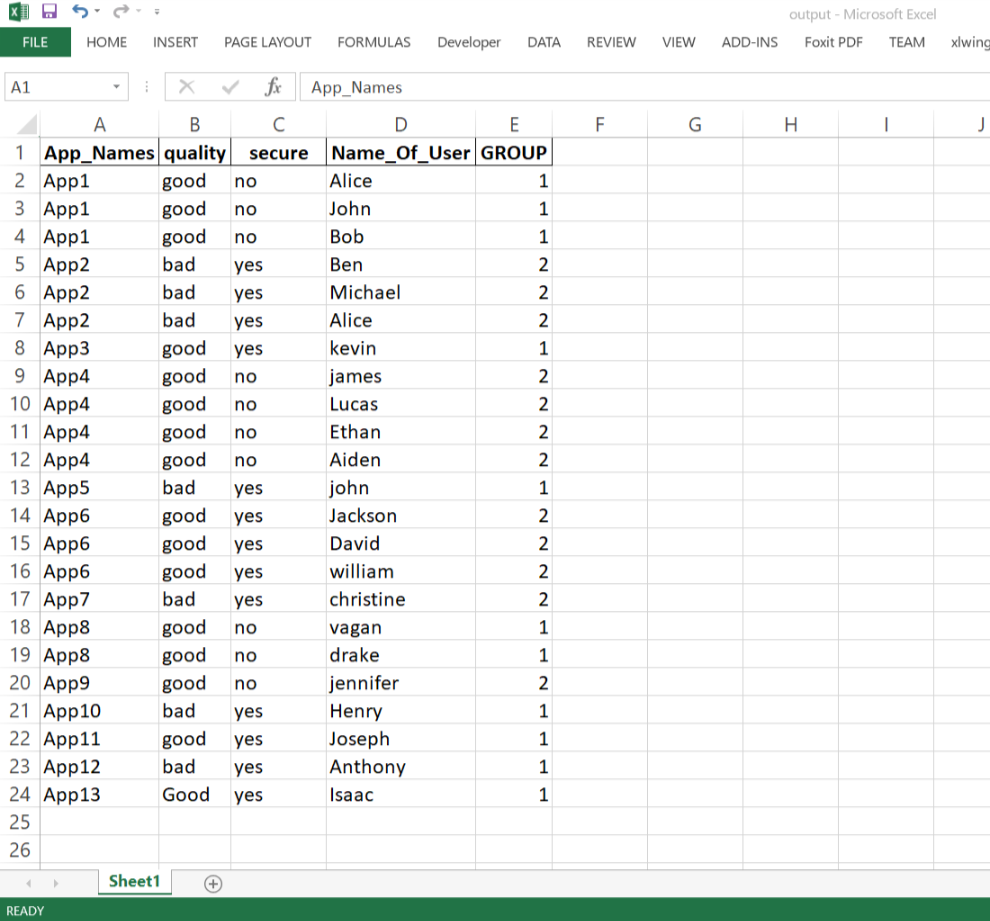 output - Microsoft Excel
FILE HOME INSERT PAGE LAYOUT FORMULAS Developer DATA REVIEW VIEW ADD-INS Foxit PDF TEAM xlwing
A1 fx App_Names
A B C D E F G H I J
1 App_Names quality secure Name_Of_User GROUP
2 App1 good no Alice 1
3 App1 good no John 1
4 App1 good no Bob 1
5 App2 bad yes Ben 2
6 App2 bad yes Michael 2
7 App2 bad yes Alice 2
8 App3 good yes kevin 1
9 App4 good no james 2
10 App4 good no Lucas 2
11 App4 good no Ethan 2
12 App4 good no Aiden 2
13 App5 bad yes john 1
14 App6 good yes Jackson 2
15 App6 good yes David 2
16 App6 good yes william 2
17 App7 bad yes christine 2
18 App8 good no vagan 1
19 App8 good no drake 1
20 App9 good no jennifer 2
21 App10 bad yes Henry 1
22 App11 good yes Joseph 1
23 App12 bad yes Anthony 1
24 App13 Good yes Isaac 1
25
26
Sheet1
READY